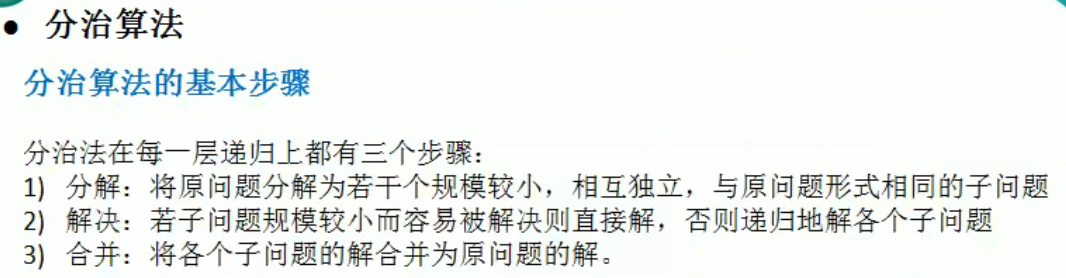 ● 分治算法
分治算法的基本步骤
分治法在每一层递归上都有三个步骤：
1) 分解：将原问题分解为若干个规模较小，相互独立，与原问题形式相同的子问题
2) 解决：若子问题规模较小而容易被解决则直接解，否则递归地解各个子问题
3) 合并：将各个子问题的解合并为原问题的解。